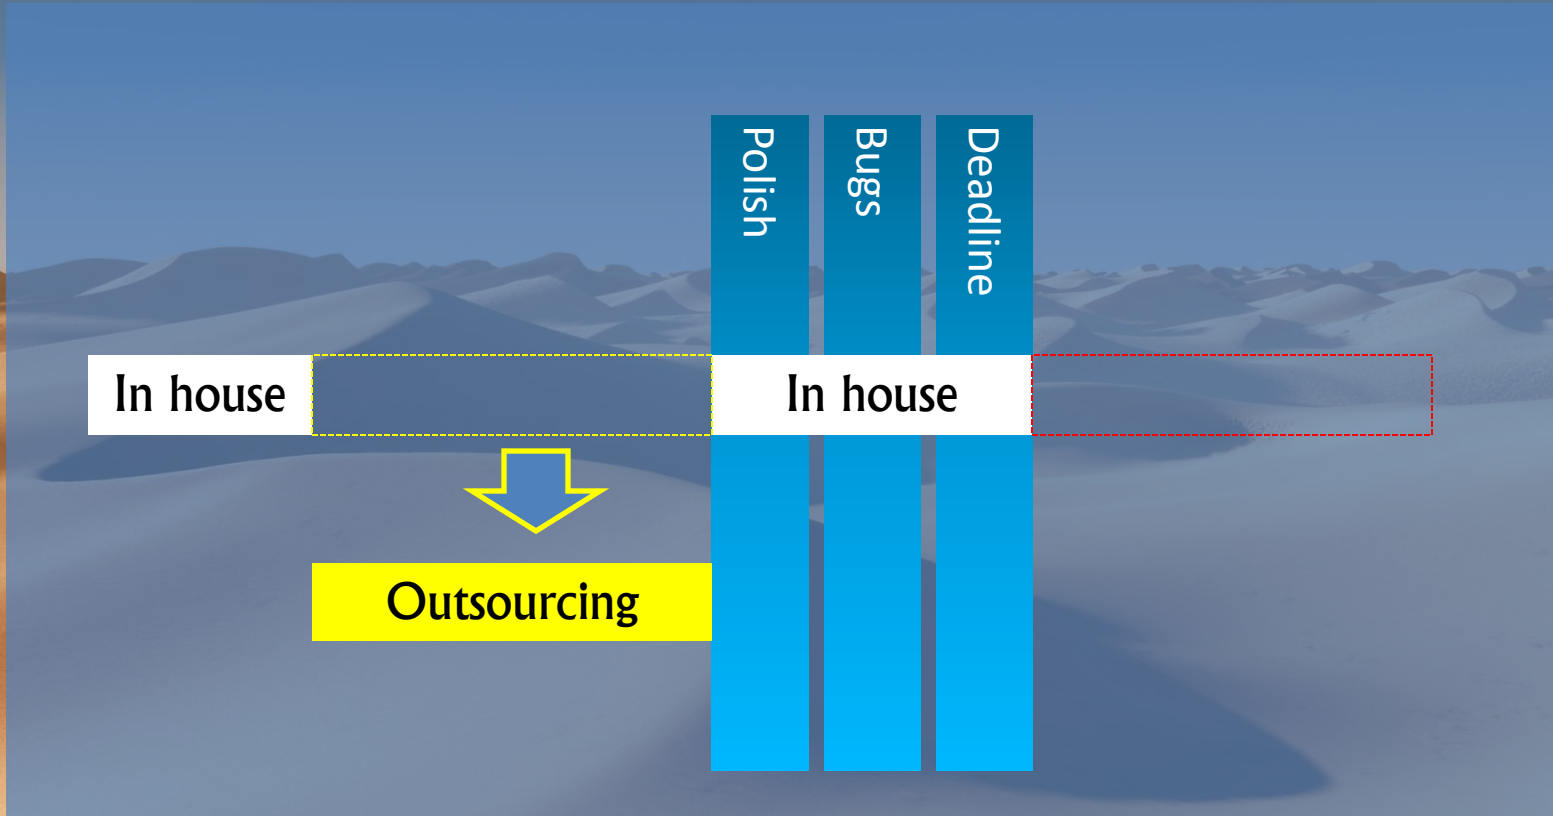 Polish
Bugs
Deadline
In house
In house
Outsourcing